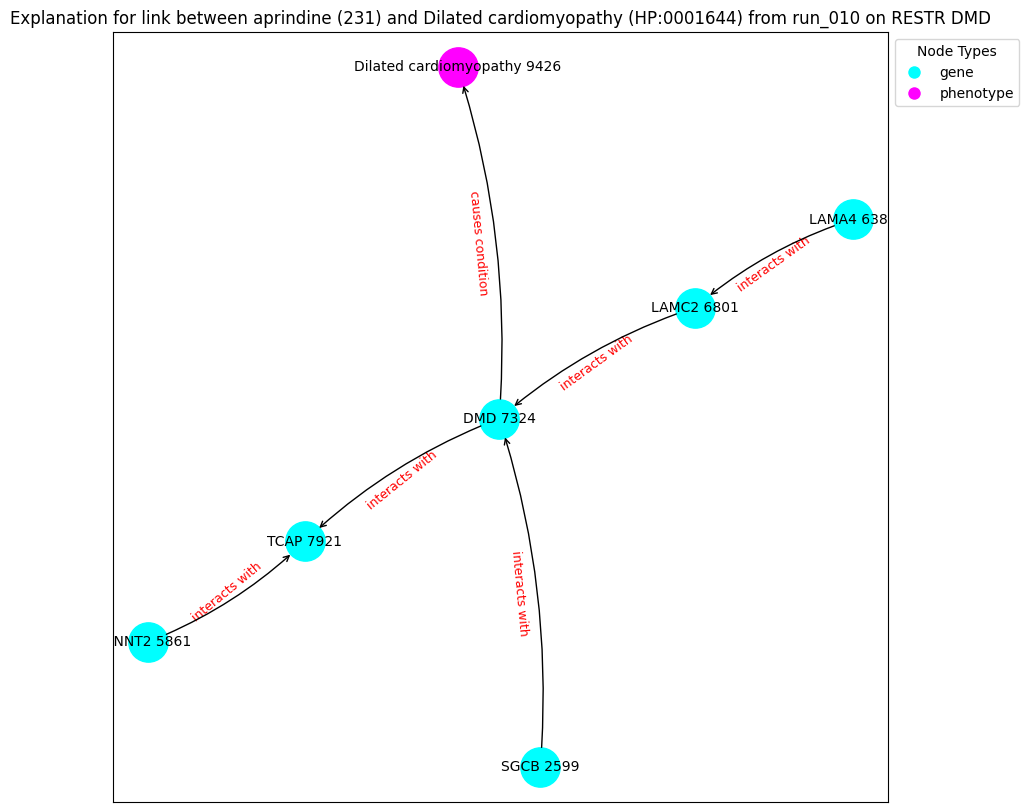 Explanation for link between aprindine (231) and Dilated cardiomyopathy (HP:0001644) from run_010 on RESTR DMD
Node Types
gene
phenotype
Dilated cardiomyopathy 9426
causes condition
LAMA4 638
interacts with
LAMC2 6801
interacts with
DMD 7324
interacts with
TCAP 7921
interacts with
NNT2 5861
interacts with
SGCB 2599